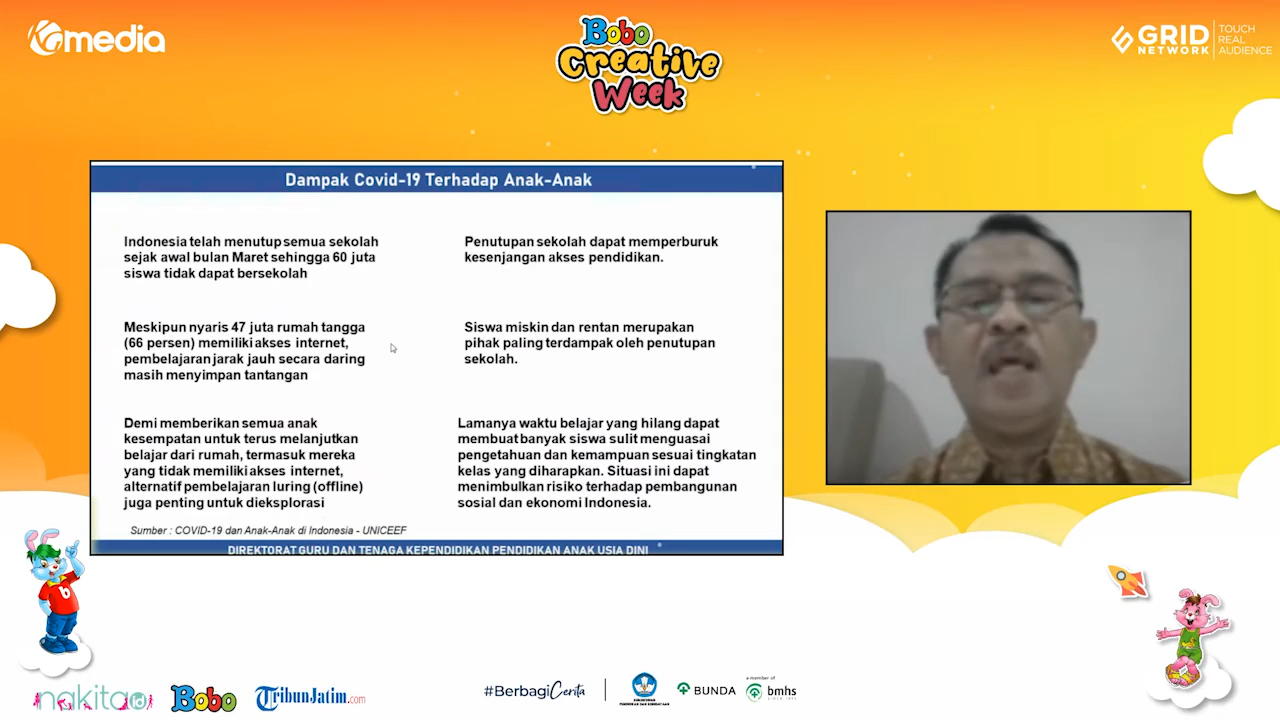 media
Bobo
Creative
Week
GRID
NETWORK
TOUCH
REAL
AUDIENCE
Dampak Covid-19 Terhadap Anak-Anak
Indonesia telah menutup semua sekolah
sejak awal bulan Maret sehingga 60 juta
siswa tidak dapat bersekolah
Penutupan sekolah dapat memperburuk
kesenjangan akses pendidikan.
Meskipun nyaris 47 juta rumah tangga
(66 persen) memiliki akses internet,
pembelajaran jarak jauh secara daring
masih menyimpan tantangan
Siswa miskin dan rentan merupakan
pihak paling terdampak oleh penutupan
sekolah.
Demi memberikan semua anak
kesempatan untuk terus melanjutkan
belajar dari rumah, termasuk mereka
yang tidak memiliki akses internet,
alternatif pembelajaran luring (offline)
juga penting untuk dieksplorasi
Lamanya waktu belajar yang hilang dapat
membuat banyak siswa sulit menguasai
pengetahuan dan kemampuan sesuai tingkatan
kelas yang diharapkan. Situasi ini dapat
menimbulkan risiko terhadap pembangunan
sosial dan ekonomi Indonesia.
Sumber : COVID-19 dan Anak-Anak di Indonesia - UNICEEF
DIREKTORAT GURU DAN TENAGA KEPENDIDIKAN PENDIDIKAN ANAK USIA DINI
b
nakita id
Bobo
TribunJatim.com
#BerbagiCerita
BUNDA
a member of
bmhs